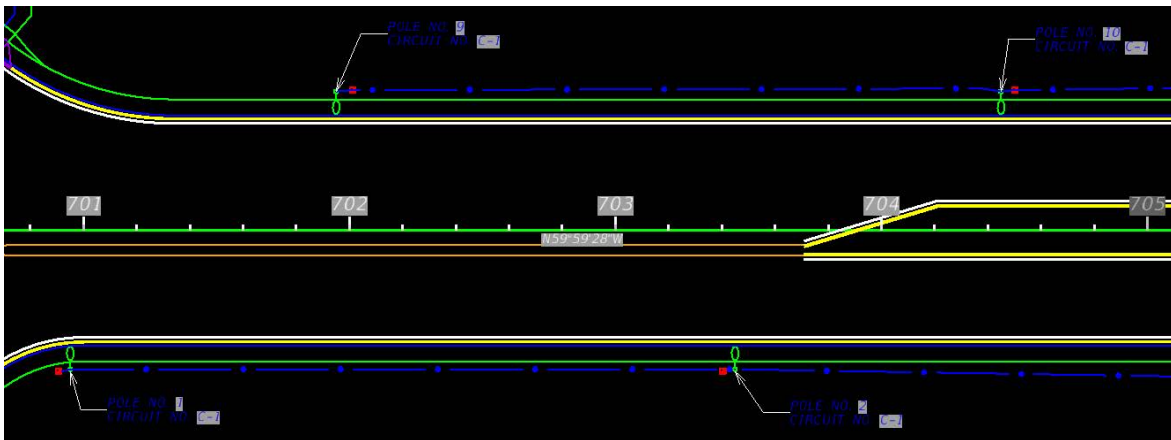 POLE NO. 9
CIRCUIT NO. C-1
POLE NO. 10
CIRCUIT NO. C-1
701
702
703
704
705
N59°59'28"W
POLE NO. 1
CIRCUIT NO. C-1
POLE NO. 2
CIRCUIT NO. C-1